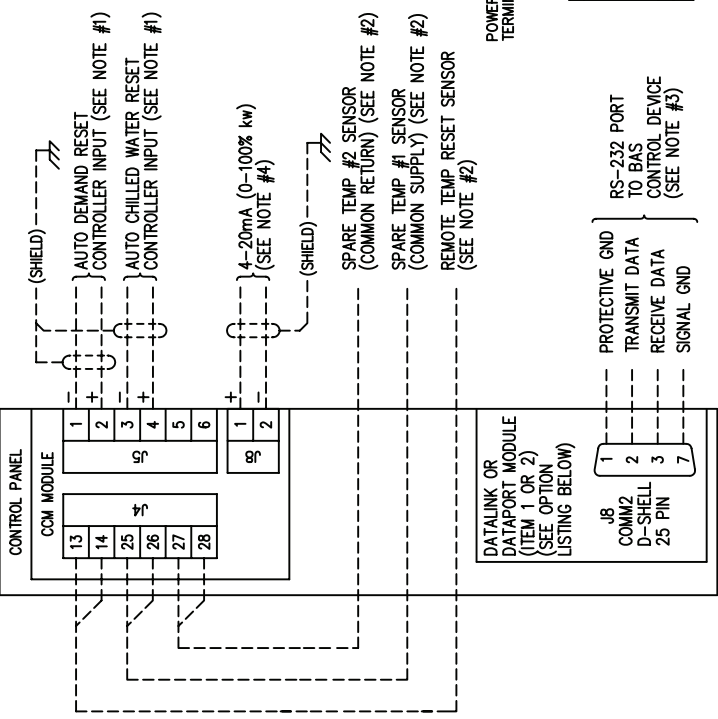 CONTROL PANEL
CCM MODULE
J4
13
14
25
26
27
28
J5
1
2
3
4
5
6
J8
1
2
−
+
−
+
+
−
(SHIELD)
AUTO DEMAND RESET
CONTROLLER INPUT (SEE NOTE #1)
AUTO CHILLED WATER RESET
CONTROLLER INPUT (SEE NOTE #1)
4-20mA (0-100% kw)
(SEE NOTE #4)
(SHIELD)
SPARE TEMP #2 SENSOR
(COMMON RETURN) (SEE NOTE #2)
SPARE TEMP #1 SENSOR
(COMMON SUPPLY) (SEE NOTE #2)
REMOTE TEMP RESET SENSOR
(SEE NOTE #2)
POWER
TERMIN
DATALINK OR
DATAPORT MODULE
(ITEM 1 OR 2)
(SEE OPTION
LISTING BELOW)
J8
COMM2
D-SHELL
25 PIN
1
2
3
7
PROTECTIVE GND
TRANSMIT DATA
RECEIVE DATA
SIGNAL GND
RS-232 PORT
TO BAS
CONTROL DEVICE
(SEE NOTE #3)